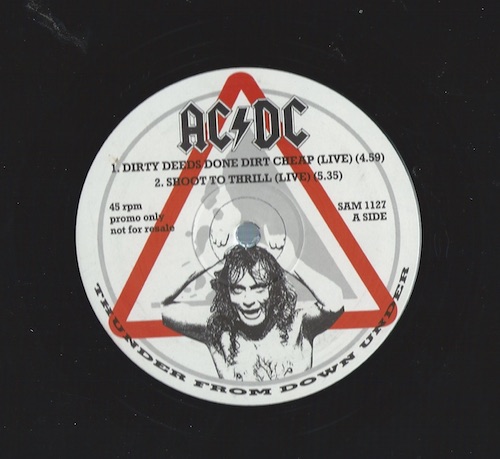 AC⚡DC
1. DIRTY DEEDS DONE DIRT CHEAP (LIVE) (4.59)
2. SHOOT TO THRILL (LIVE) (5.35)
45 rpm
promo only
not for resale
SAM 1127
A SIDE
THUNDER FROM DOWN UNDER